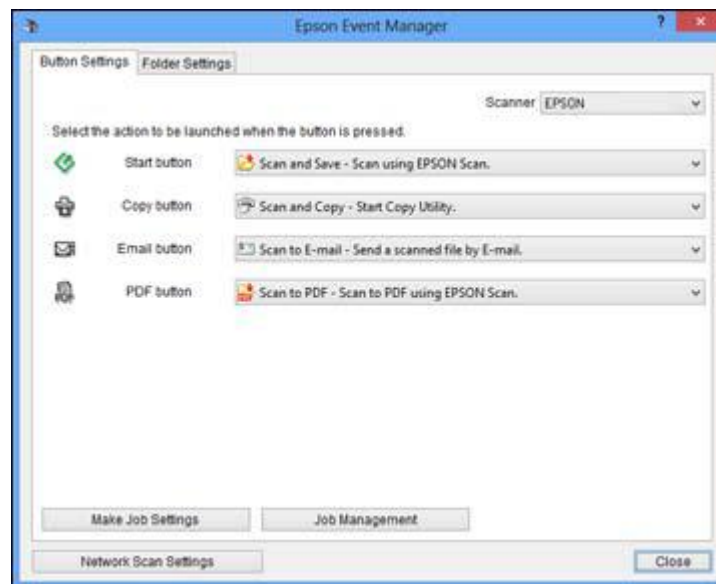 Epson Event Manager
?
Button Settings Folder Settings
Scanner EPSON
Select the action to be launched when the button is pressed.
Start button Scan and Save - Scan using EPSON Scan.
Copy button Scan and Copy - Start Copy Utility.
Email button Scan to E-mail - Send a scanned file by E-mail.
PDF button Scan to PDF - Scan to PDF using EPSON Scan.
Make Job Settings Job Management
Network Scan Settings Close